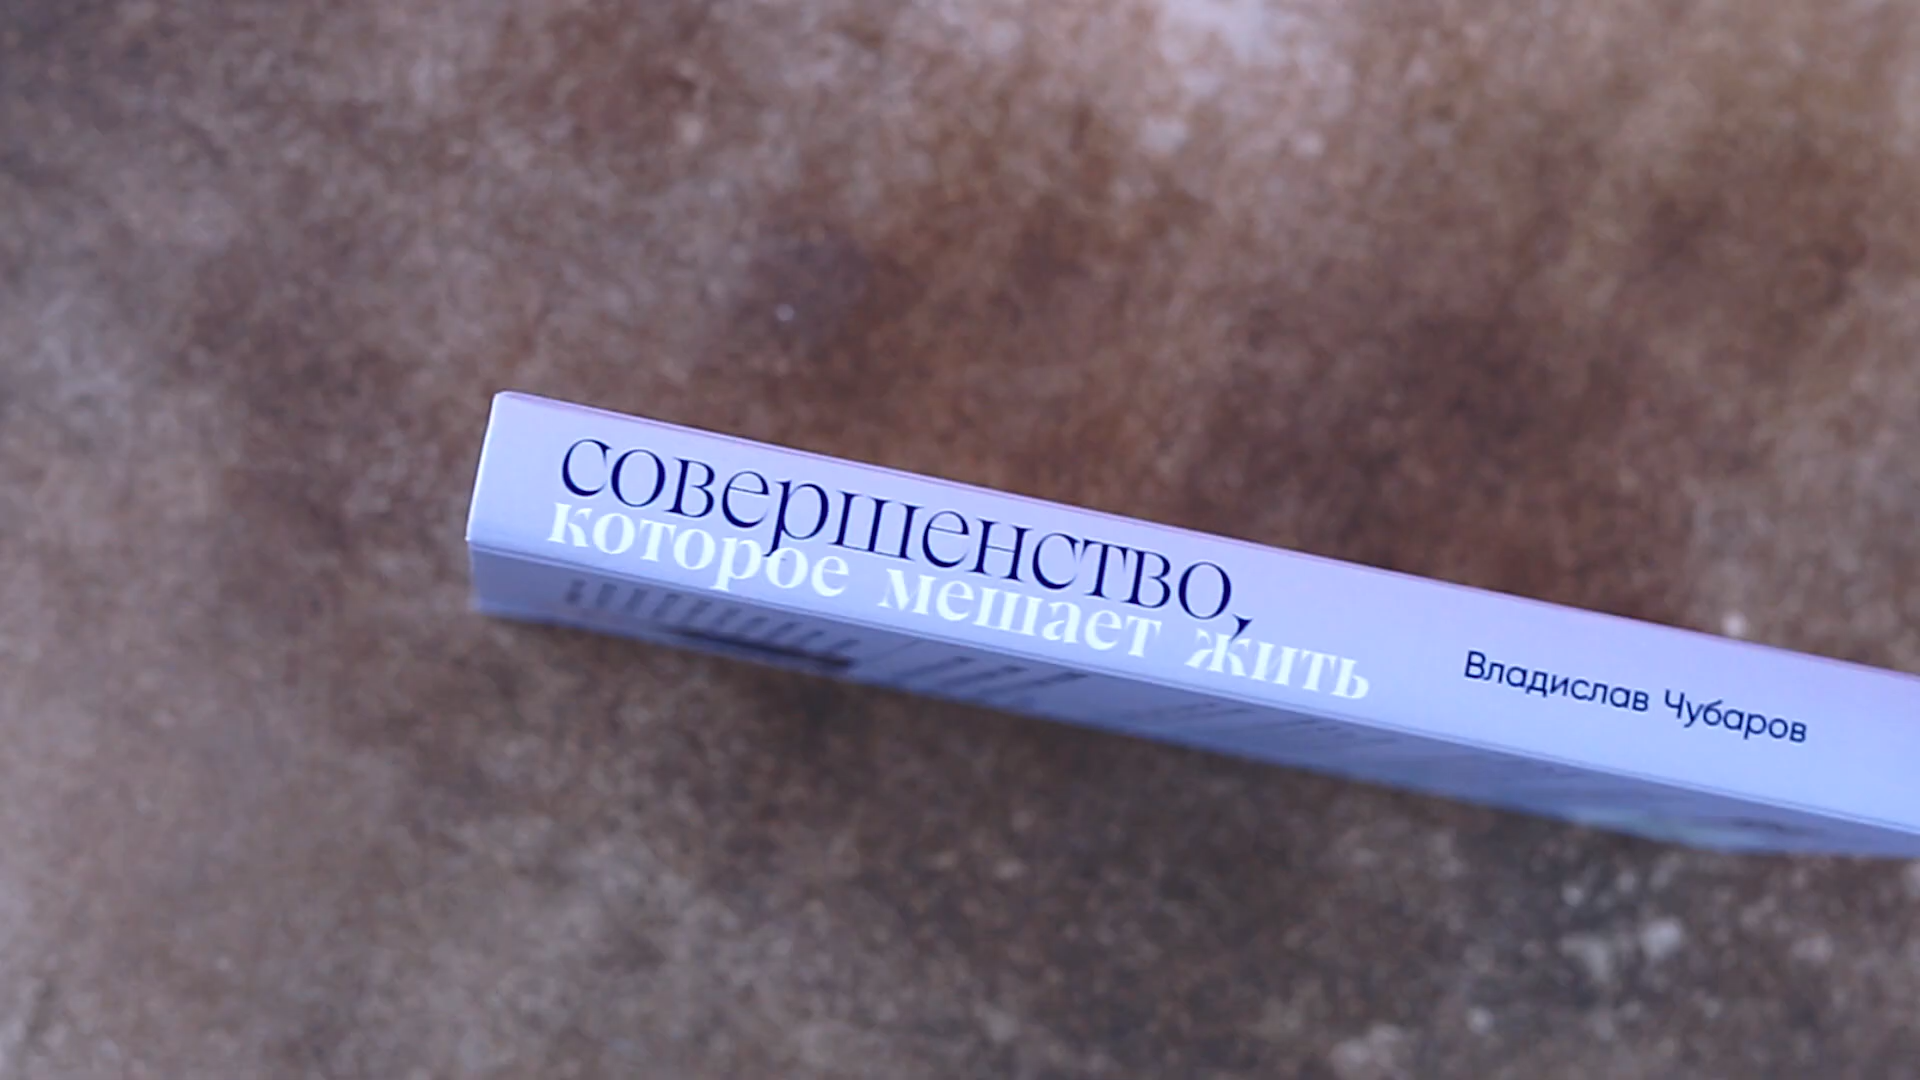 совершенство,
которое мешает жить
Владислав Чубаров